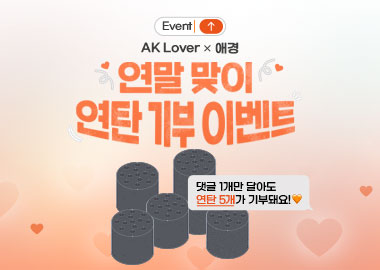 Event ↑
AK Lover × 애경
연말 맞이
연탄 기부 이벤트
댓글 1개만 달아도
연탄 5개가 기부돼요!🧡